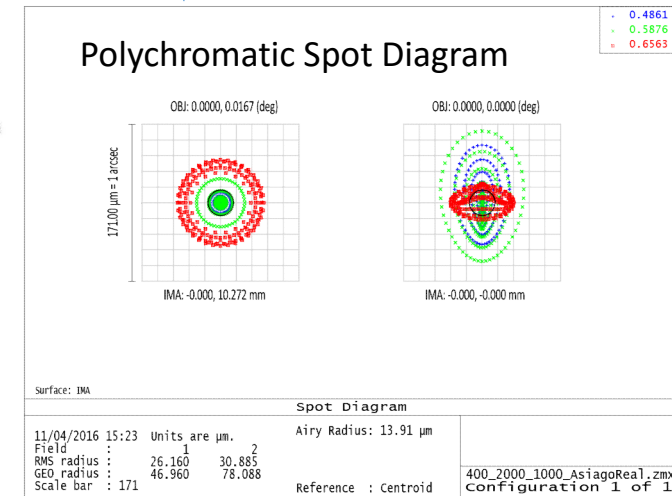 0.4861
0.5876
0.6563
Polychromatic Spot Diagram
OBJ: 0.0000, 0.0167 (deg)
OBJ: 0.0000, 0.0000 (deg)
171.00 µm = 1 arcsec
IMA: -0.000, 10.272 mm
IMA: -0.000, -0.000 mm
Surface: IMA
Spot Diagram
11/04/2016 15:23 Units are µm.
Airy Radius: 13.91 µm
Field : 1 2
RMS radius : 26.160 30.885
GEO radius : 46.960 78.088
Scale bar : 171
Reference : Centroid
400_2000_1000_AsiagoReal.zmx
Configuration 1 of 1